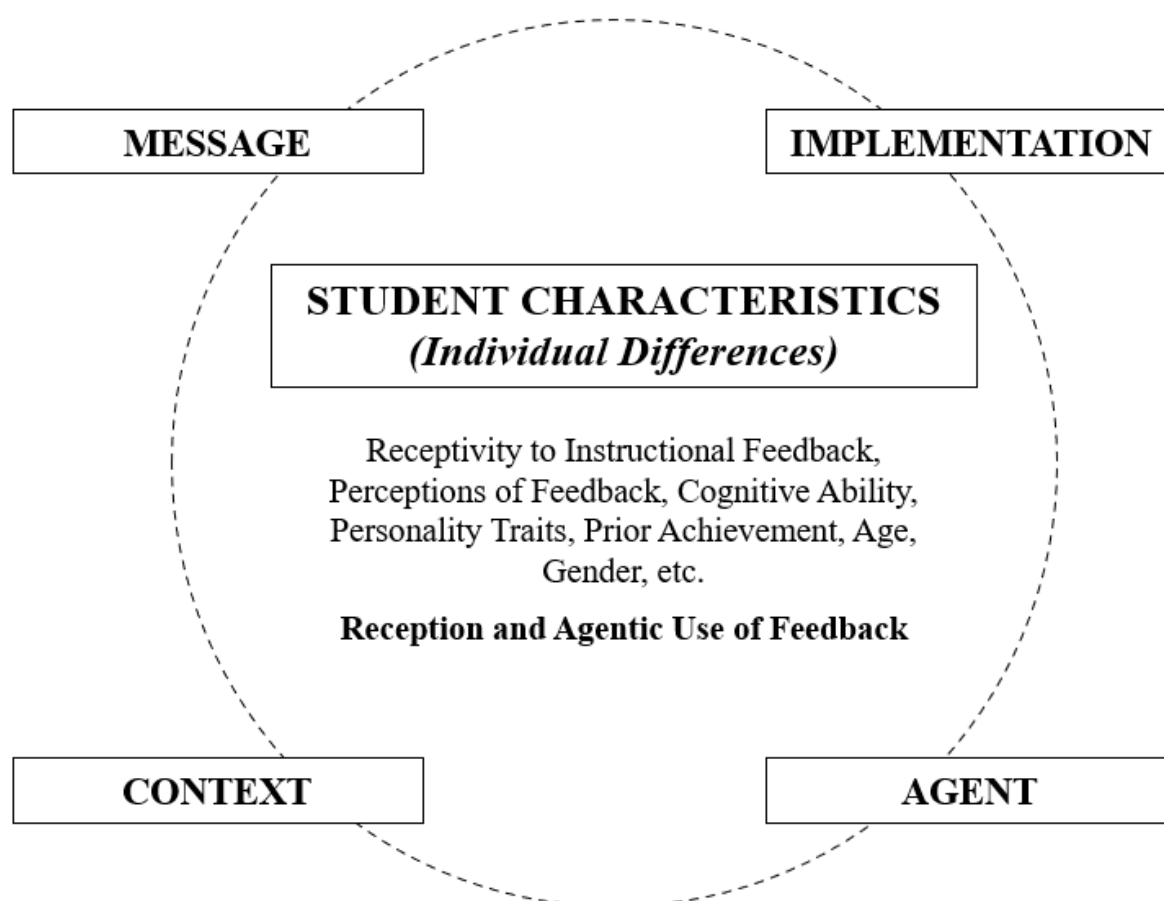 MESSAGE
IMPLEMENTATION
STUDENT CHARACTERISTICS
(Individual Differences)
Receptivity to Instructional Feedback,
Perceptions of Feedback, Cognitive Ability,
Personality Traits, Prior Achievement, Age,
Gender, etc.
Reception and Agentic Use of Feedback
CONTEXT
AGENT